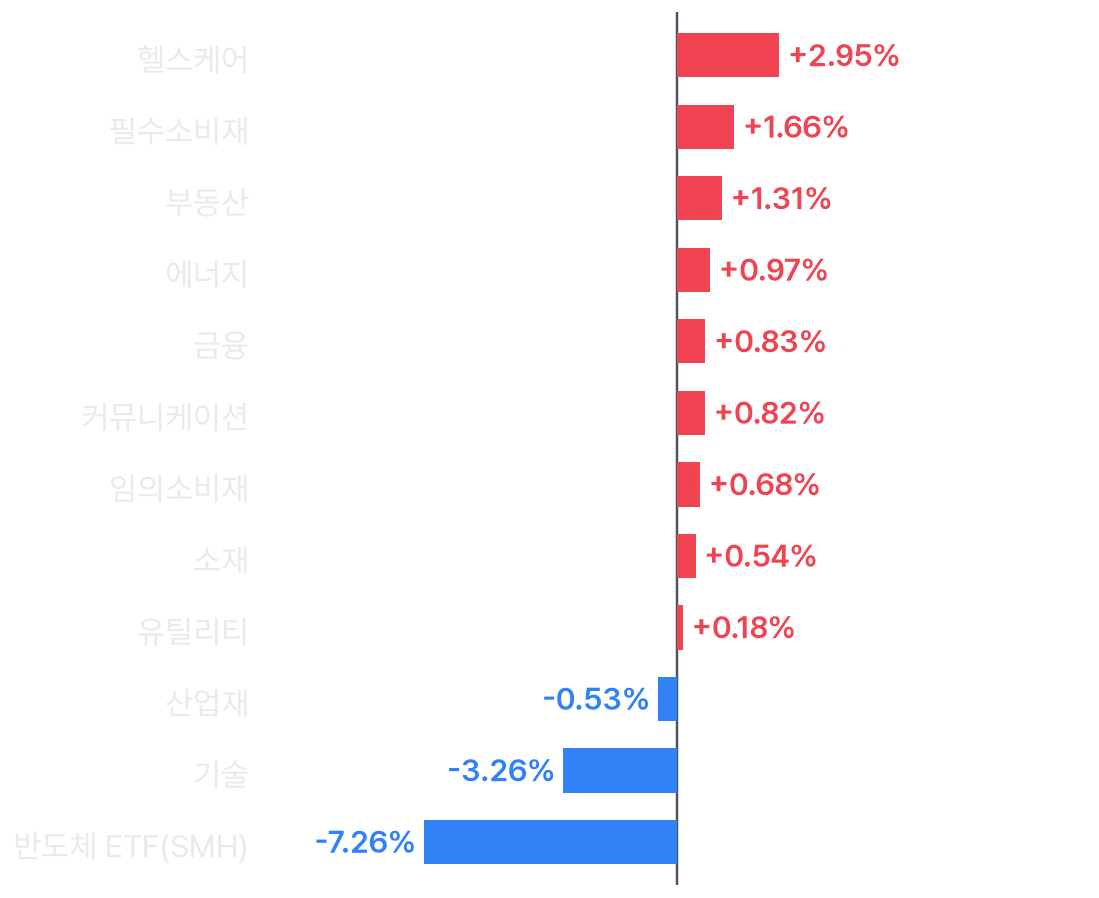 헬스케어 +2.95%
필수소비재 +1.66%
부동산 +1.31%
에너지 +0.97%
금융 +0.83%
커뮤니케이션 +0.82%
임의소비재 +0.68%
소재 +0.54%
유틸리티 +0.18%
산업재 -0.53%
기술 -3.26%
반도체 ETF(SMH) -7.26%